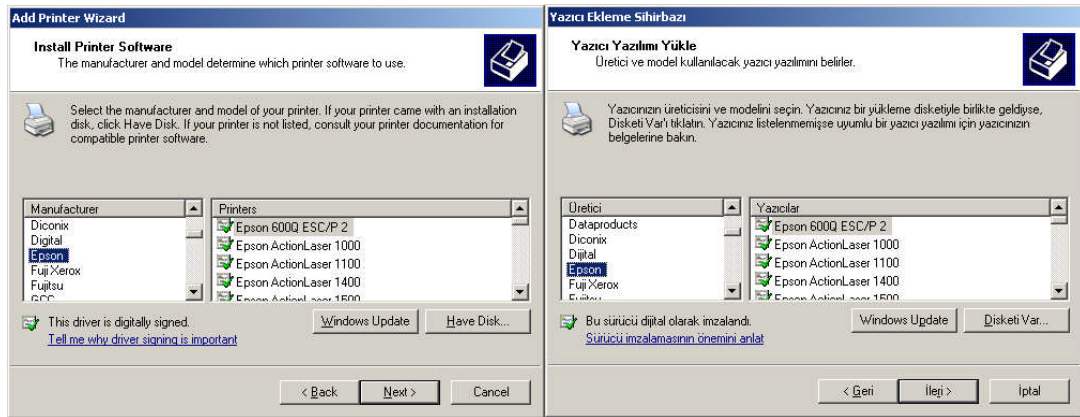 Add Printer Wizard
Install Printer Software
The manufacturer and model determine which printer software to use.
Select the manufacturer and model of your printer. If your printer came with an installation
disk, click Have Disk. If your printer is not listed, consult your printer documentation for
compatible printer software.
Manufacturer
Diconix
Digital
Epson
Fuji Xerox
Fujitsu
GCC
Printers
Epson 600Q ESC/P 2
Epson ActionLaser 1000
Epson ActionLaser 1100
Epson ActionLaser 1400
Epson ActionLaser 1500
This driver is digitally signed.
Tell me why driver signing is important
Windows Update
Have Disk...
< Back
Next >
Cancel
Yazıcı Ekleme Sihirbazı
Yazıcı Yazılımı Yükle
Üretici ve model kullanılacak yazıcı yazılımını belirler.
Yazıcınızın üreticisini ve modelini seçin. Yazıcınız bir yükleme disketiyle birlikte geldiyse,
Disketi Var'ı tıklatın. Yazıcınız listelenmemişse uyumlu bir yazıcı yazılımı için yazıcınızın
belgelerine bakın.
Üretici
Dataproducts
Diconix
Dijital
Epson
Fuji Xerox
Fujitsu
Yazıcılar
Epson 600Q ESC/P 2
Epson ActionLaser 1000
Epson ActionLaser 1100
Epson ActionLaser 1400
Epson ActionLaser 1500
Bu sürücü dijital olarak imzalandı.
Sürücü imzalamasının önemini anlat
Windows Update
Disketi Var...
< Geri
İleri >
İptal